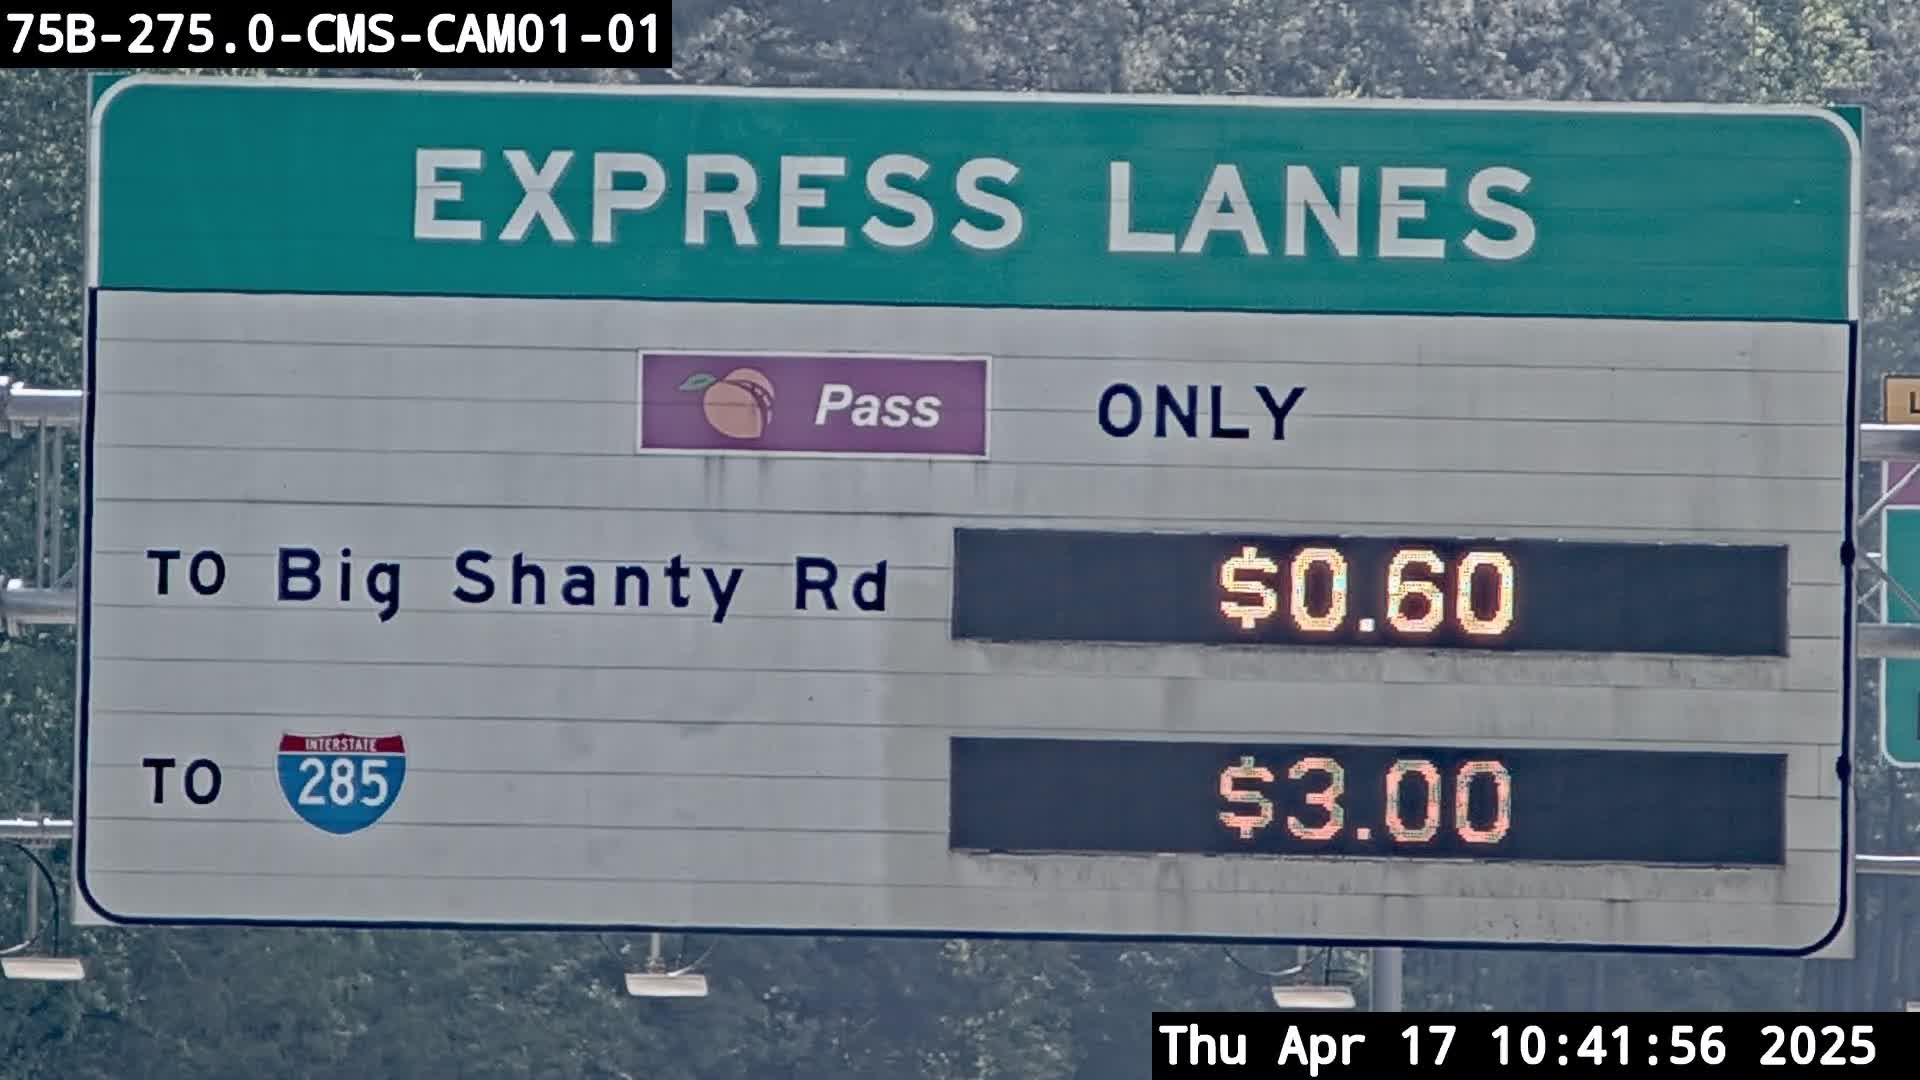 75B-275.0-CMS-CAM01-01
EXPRESS LANES
Pass ONLY
TO Big Shanty Rd $0.60
INTERSTATE
TO 285 $3.00
Thu Apr 17 10:41:56 2025